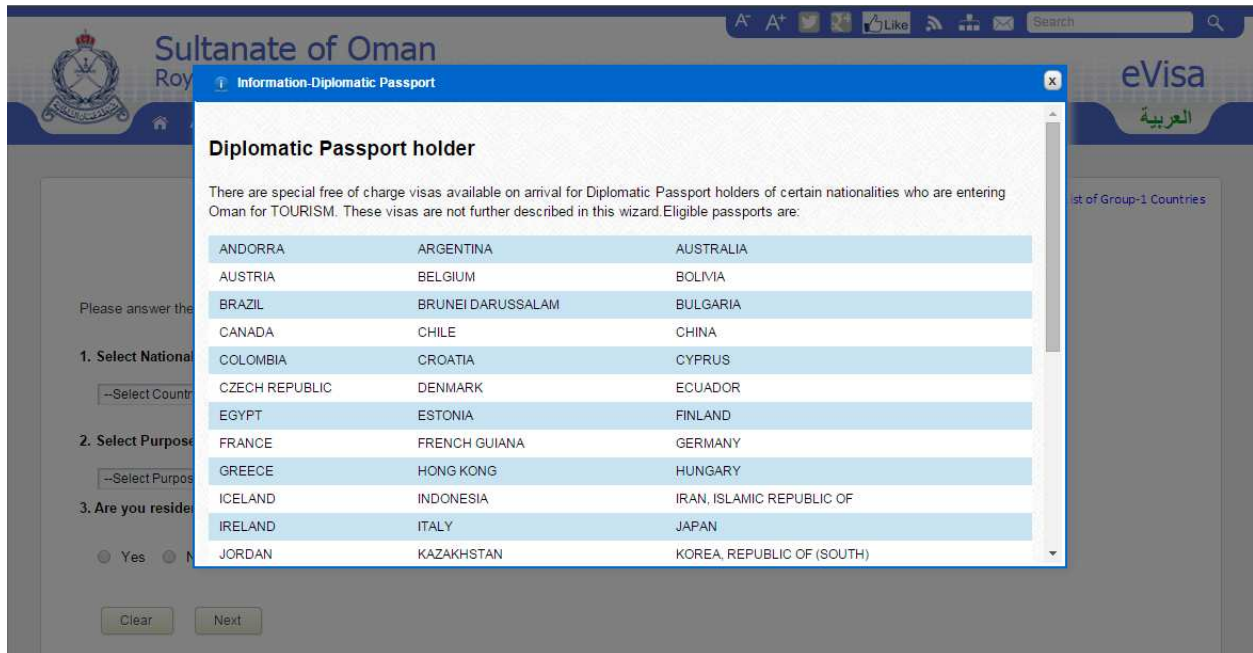 A- A+ Like Search
Sultanate of Oman
Roy
eVisa
العربية
Information-Diplomatic Passport
x
Diplomatic Passport holder
There are special free of charge visas available on arrival for Diplomatic Passport holders of certain nationalities who are entering
Oman for TOURISM. These visas are not further described in this wizard.Eligible passports are:
ist of Group-1 Countries
ANDORRA ARGENTINA AUSTRALIA
AUSTRIA BELGIUM BOLIVIA
BRAZIL BRUNEI DARUSSALAM BULGARIA
CANADA CHILE CHINA
COLOMBIA CROATIA CYPRUS
CZECH REPUBLIC DENMARK ECUADOR
EGYPT ESTONIA FINLAND
FRANCE FRENCH GUIANA GERMANY
GREECE HONG KONG HUNGARY
ICELAND INDONESIA IRAN, ISLAMIC REPUBLIC OF
IRELAND ITALY JAPAN
JORDAN KAZAKHSTAN KOREA, REPUBLIC OF (SOUTH)
Please answer the
1. Select National
--Select Countr
2. Select Purpose
--Select Purpos
3. Are you reside
Yes N
Clear Next